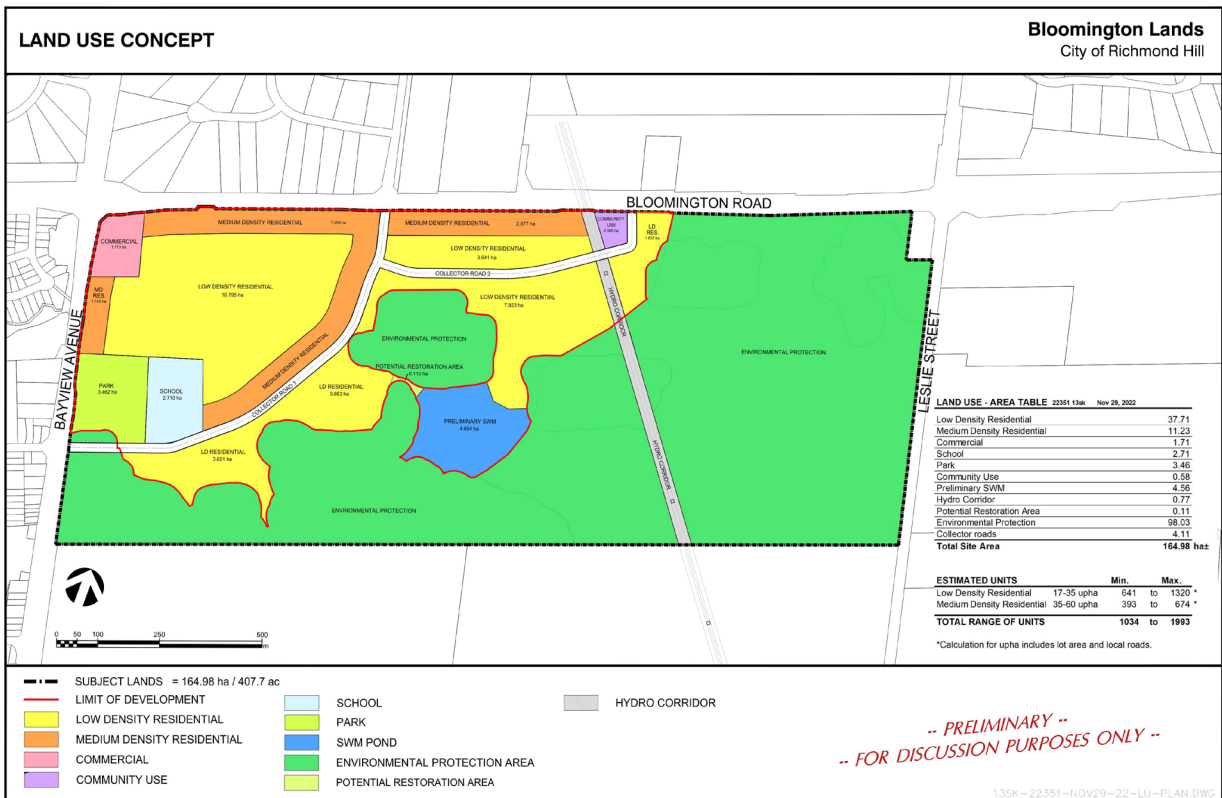 LAND USE CONCEPT
Bloomington Lands
City of Richmond Hill
BLOOMINGTON ROAD
BAYVIEW AVENUE
LESLIE STREET
COMMERCIAL
1.713 ha
MEDIUM DENSITY RESIDENTIAL
MEDIUM DENSITY RESIDENTIAL 2.877 ha
COMMUNITY
USE
LD
RES.
LOW DENSITY RESIDENTIAL
3.641 ha
COLLECTOR ROAD 3
MD
RES.
LOW DENSITY RESIDENTIAL
16.795 ha
LOW DENSITY RESIDENTIAL
7.923 ha
HYDRO CORRIDOR
MEDIUM DENSITY RESIDENTIAL
COLLECTOR ROAD 1
ENVIRONMENTAL PROTECTION
POTENTIAL RESTORATION AREA
0.110 ha
ENVIRONMENTAL PROTECTION
PARK
3.462 ha
SCHOOL
2.710 ha
LD RESIDENTIAL
3.863 ha
PRELIMINARY SWM
LD RESIDENTIAL
3.651 ha
HYDRO CORRIDOR
ENVIRONMENTAL PROTECTION
LAND USE - AREA TABLE 22351 13sk Nov 29, 2022
Low Density Residential 37.71
Medium Density Residential 11.23
Commercial 1.71
School 2.71
Park 3.46
Community Use 0.58
Preliminary SWM 4.56
Hydro Corridor 0.77
Potential Restoration Area 0.11
Environmental Protection 98.03
Collector roads 4.11
Total Site Area 164.98 ha±
ESTIMATED UNITS Min. Max.
Low Density Residential 17-35 upha 641 to 1320 *
Medium Density Residential 35-60 upha 393 to 674 *
TOTAL RANGE OF UNITS 1034 to 1993
*Calculation for upha includes lot area and local roads.
0 50 100 250 500
m
SUBJECT LANDS = 164.98 ha / 407.7 ac
LIMIT OF DEVELOPMENT
LOW DENSITY RESIDENTIAL
MEDIUM DENSITY RESIDENTIAL
COMMERCIAL
COMMUNITY USE
SCHOOL
PARK
SWM POND
ENVIRONMENTAL PROTECTION AREA
POTENTIAL RESTORATION AREA
HYDRO CORRIDOR
-- PRELIMINARY --
-- FOR DISCUSSION PURPOSES ONLY --
13SK-22351-NOV29-22-LU-PLAN.DWG